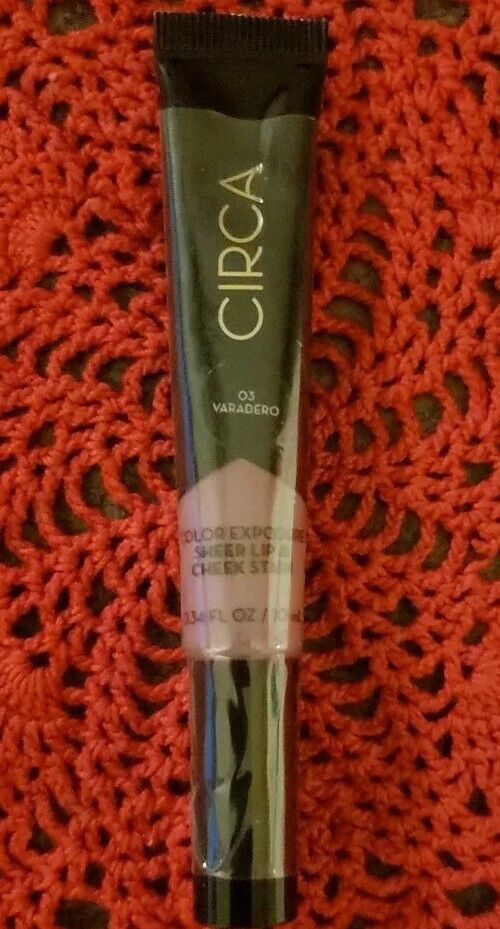 CIRCA
03
VARADERO
COLOR EXPOSURE
SHEER LIP &
CHEEK STAIN
0.34 FL OZ / 10 mL